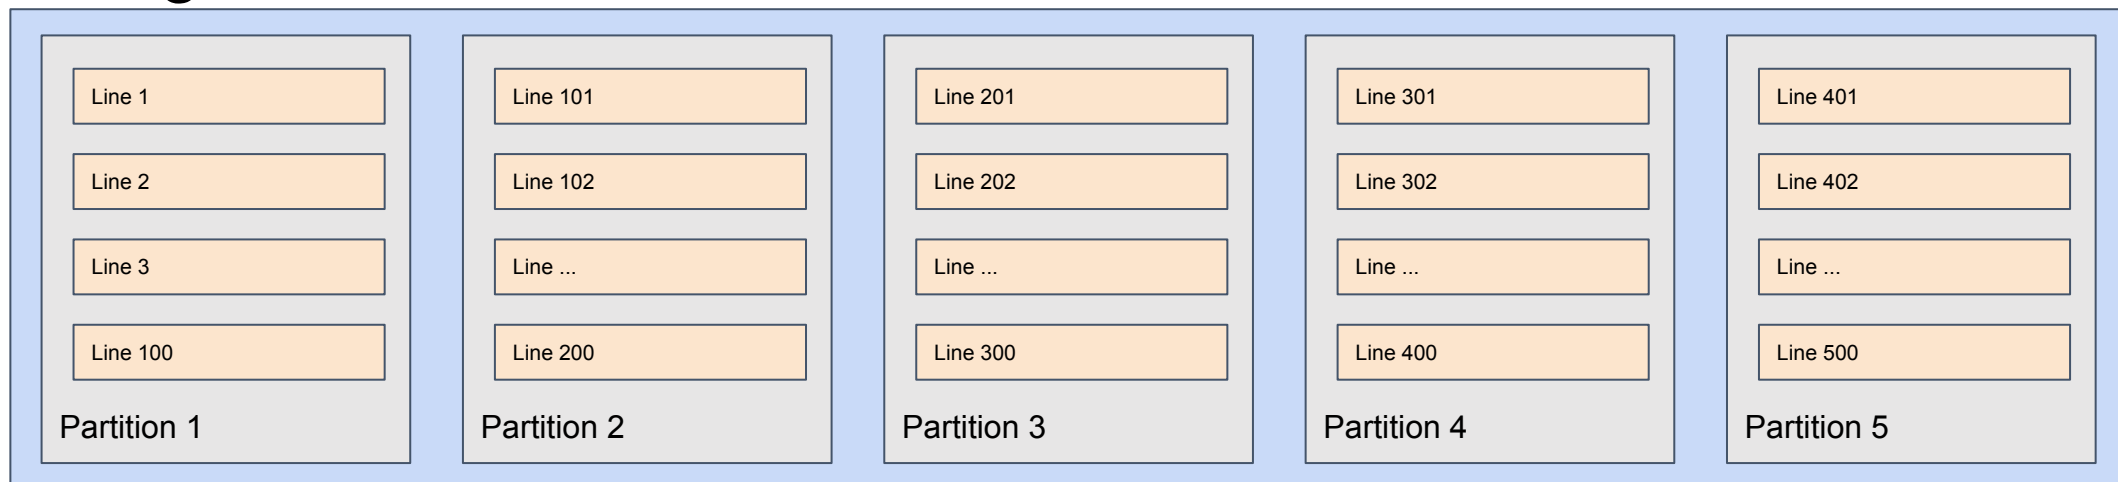 Line 1
Line 2
Line 3
Line 100
Partition 1
Line 101
Line 102
Line ...
Line 200
Partition 2
Line 201
Line 202
Line ...
Line 300
Partition 3
Line 301
Line 302
Line ...
Line 400
Partition 4
Line 401
Line 402
Line ...
Line 500
Partition 5